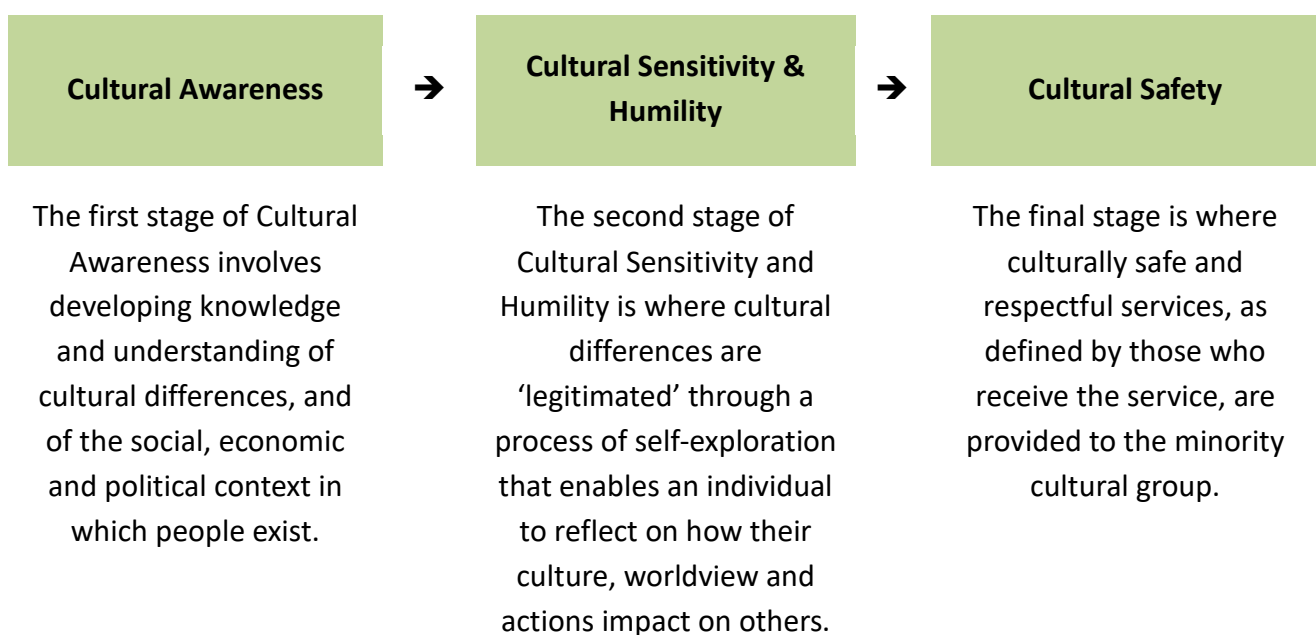 Cultural Awareness
➔
Cultural Sensitivity &
Humility
➔
Cultural Safety
The first stage of Cultural
Awareness involves
developing knowledge
and understanding of
cultural differences, and
of the social, economic
and political context in
which people exist.
The second stage of
Cultural Sensitivity and
Humility is where cultural
differences are
‘legitimated’ through a
process of self-exploration
that enables an individual
to reflect on how their
culture, worldview and
actions impact on others.
The final stage is where
culturally safe and
respectful services, as
defined by those who
receive the service, are
provided to the minority
cultural group.